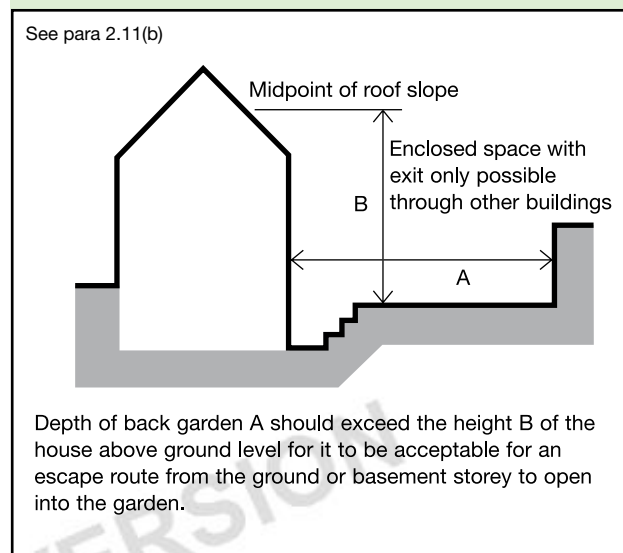 See para 2.11(b)
Midpoint of roof slope
Enclosed space with
exit only possible
through other buildings
B
A
Depth of back garden A should exceed the height B of the
house above ground level for it to be acceptable for an
escape route from the ground or basement storey to open
into the garden.
VERSION